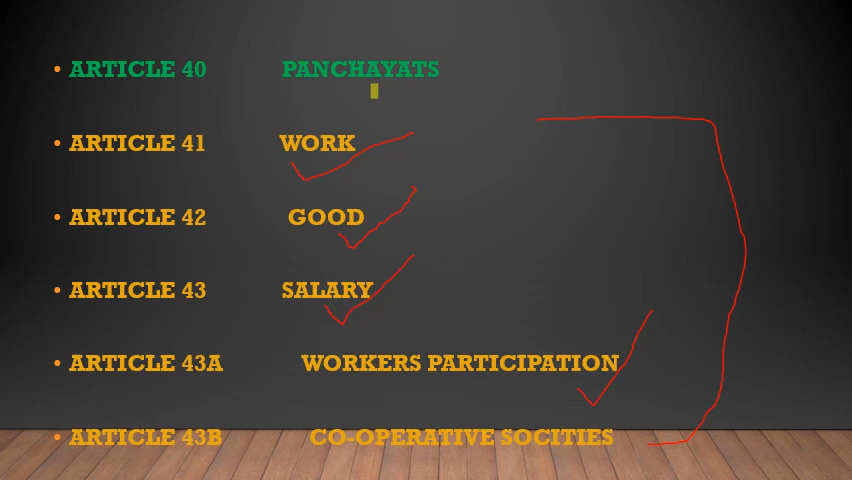 • ARTICLE 40 PANCHAYATS
• ARTICLE 41 WORK
• ARTICLE 42 GOOD
• ARTICLE 43 SALARY
• ARTICLE 43A WORKERS PARTICIPATION
• ARTICLE 43B CO-OPERATIVE SOCITIES